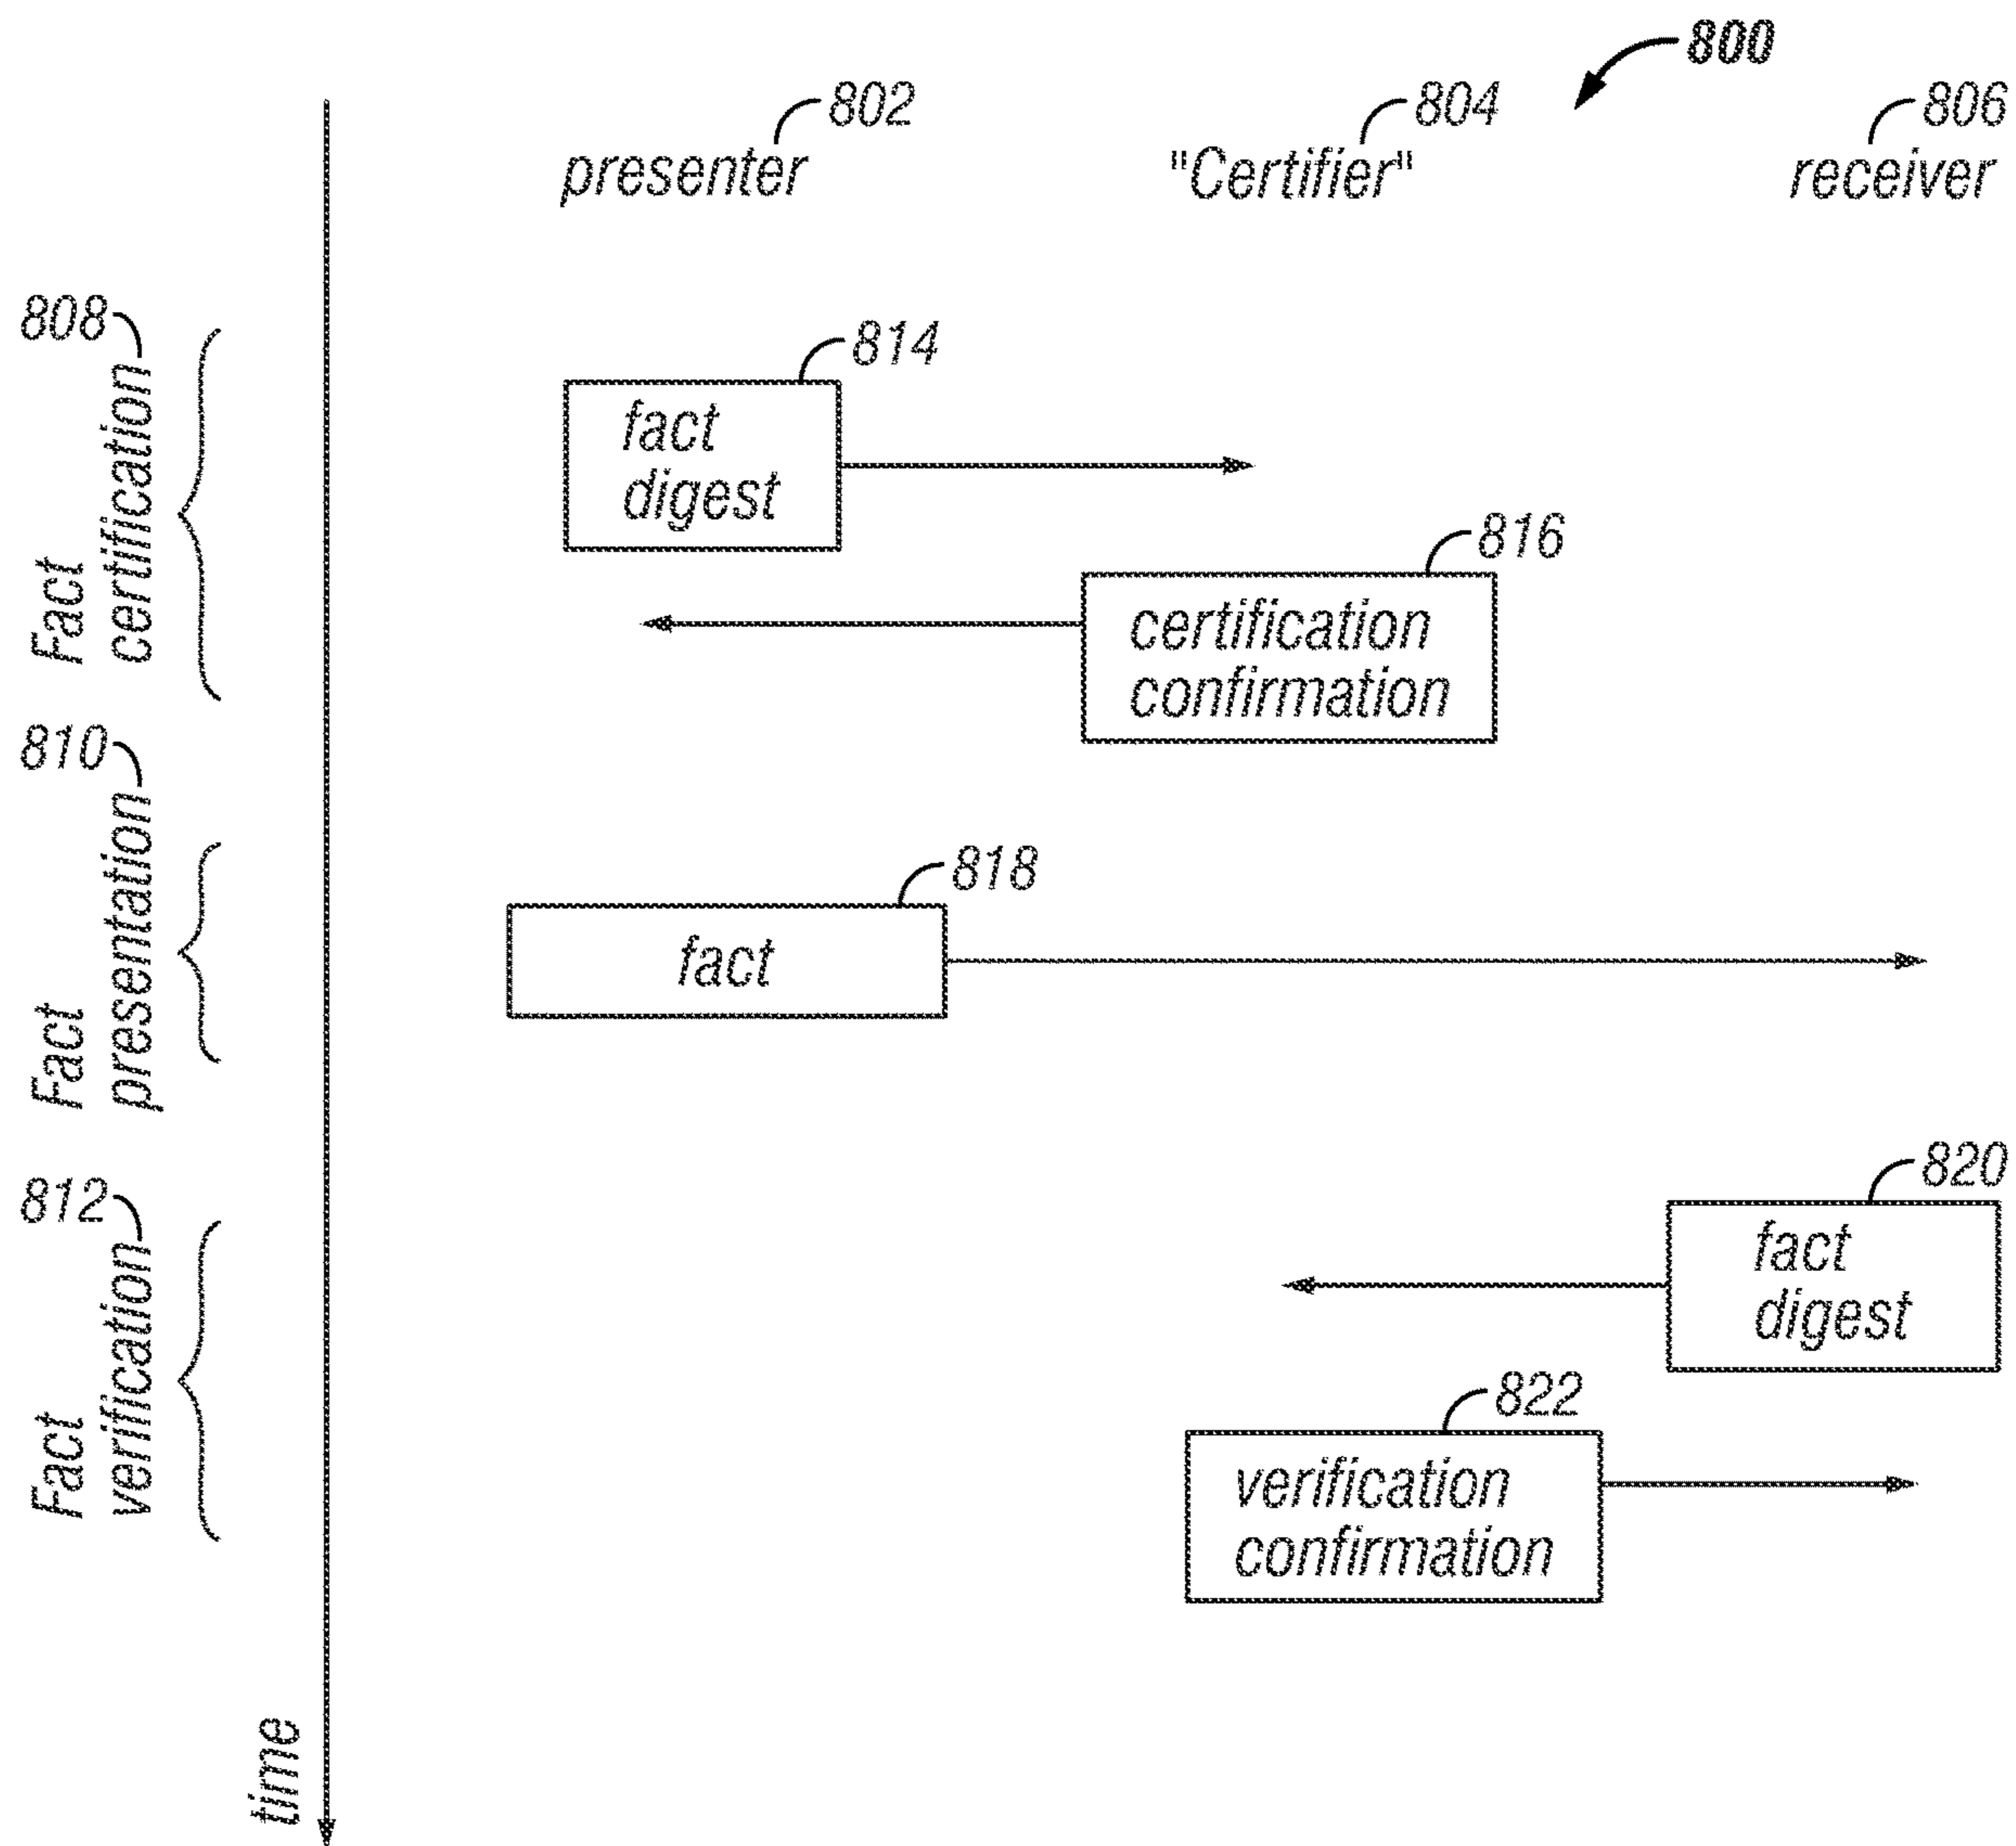 800
802
804
806
presenter
"Certifier"
receiver
808
Fact
certification
814
fact
digest
816
certification
confirmation
810
Fact
presentation
818
fact
812
Fact
verification
820
fact
digest
822
verification
confirmation
time